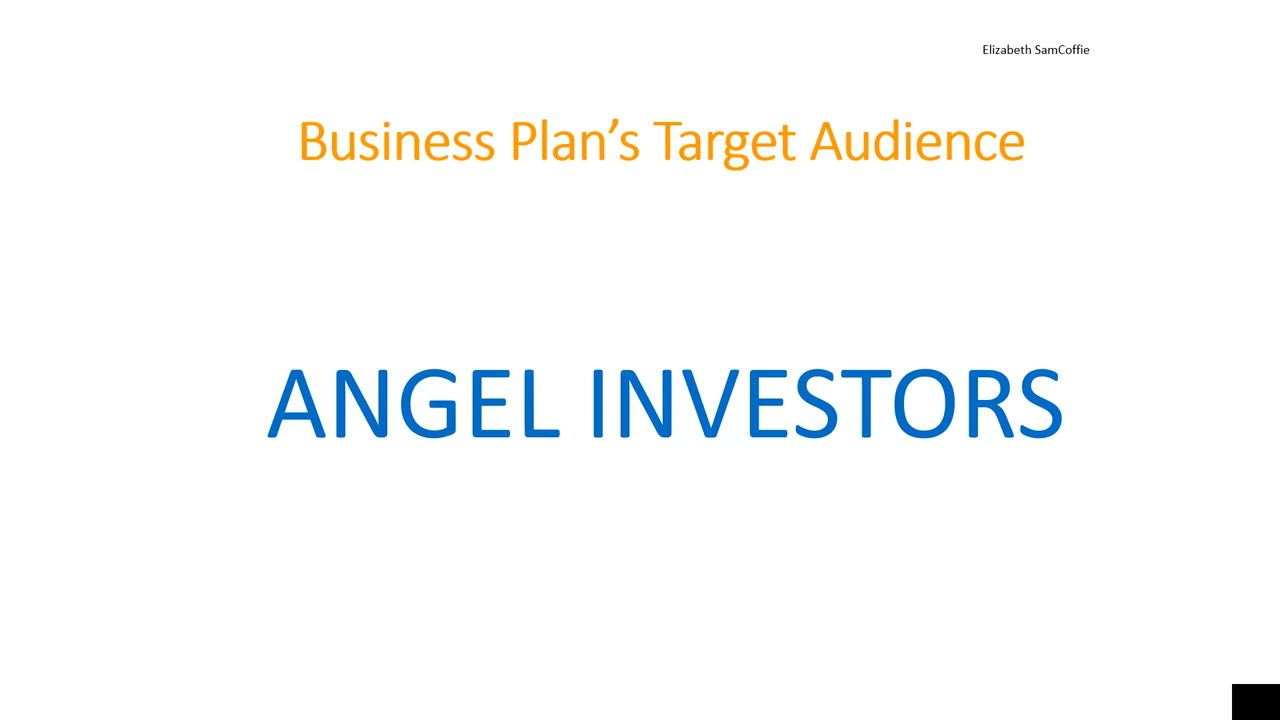 Elizabeth SamCoffie
Business Plan’s Target Audience
ANGEL INVESTORS